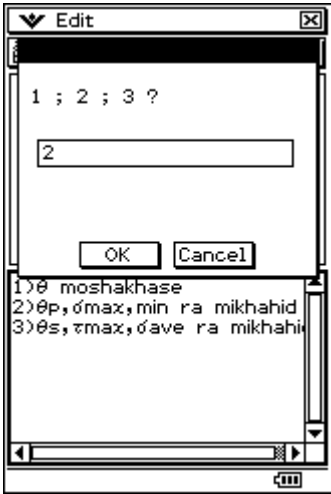 Edit
1 ; 2 ; 3 ?
2
OK Cancel
1)θ moshakhase
2)θp,σmax,min ra mikhahid
3)θs,τmax,σave ra mikhahi